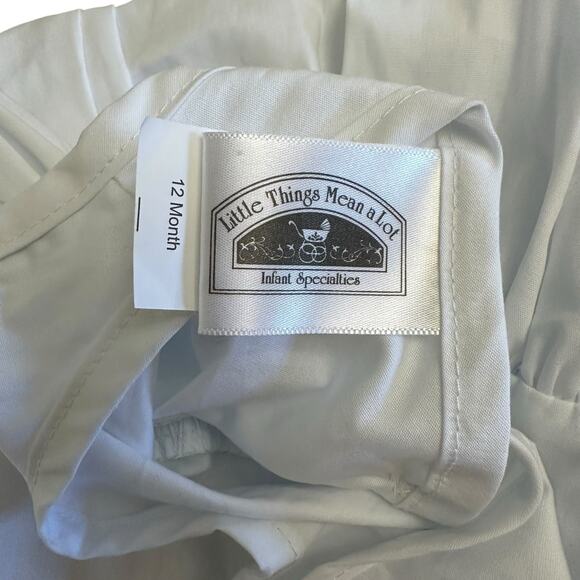 12 Month
Little Things Mean a Lot
Infant Specialties